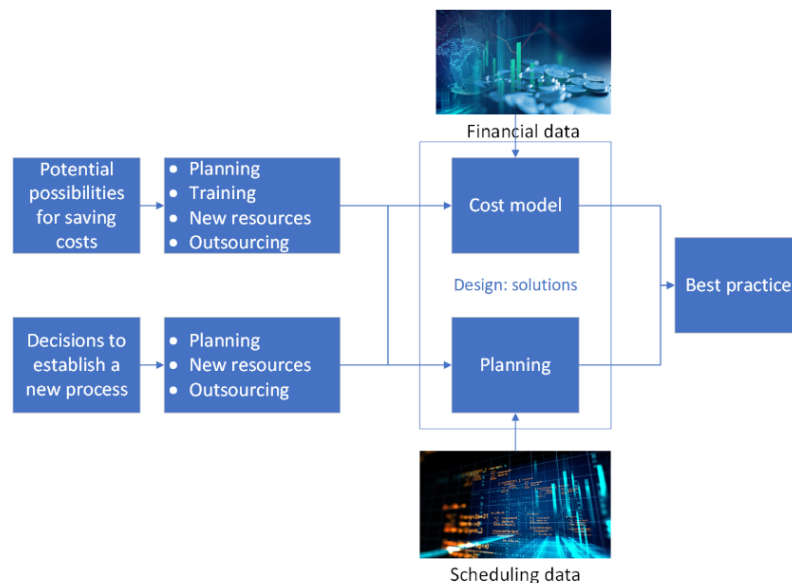 Financial data
Potential
possibilities
for saving
costs
• Planning
• Training
• New resources
• Outsourcing
Cost model
Design: solutions
Best practice
Decisions to
establish a
new process
• Planning
• New resources
• Outsourcing
Planning
Scheduling data